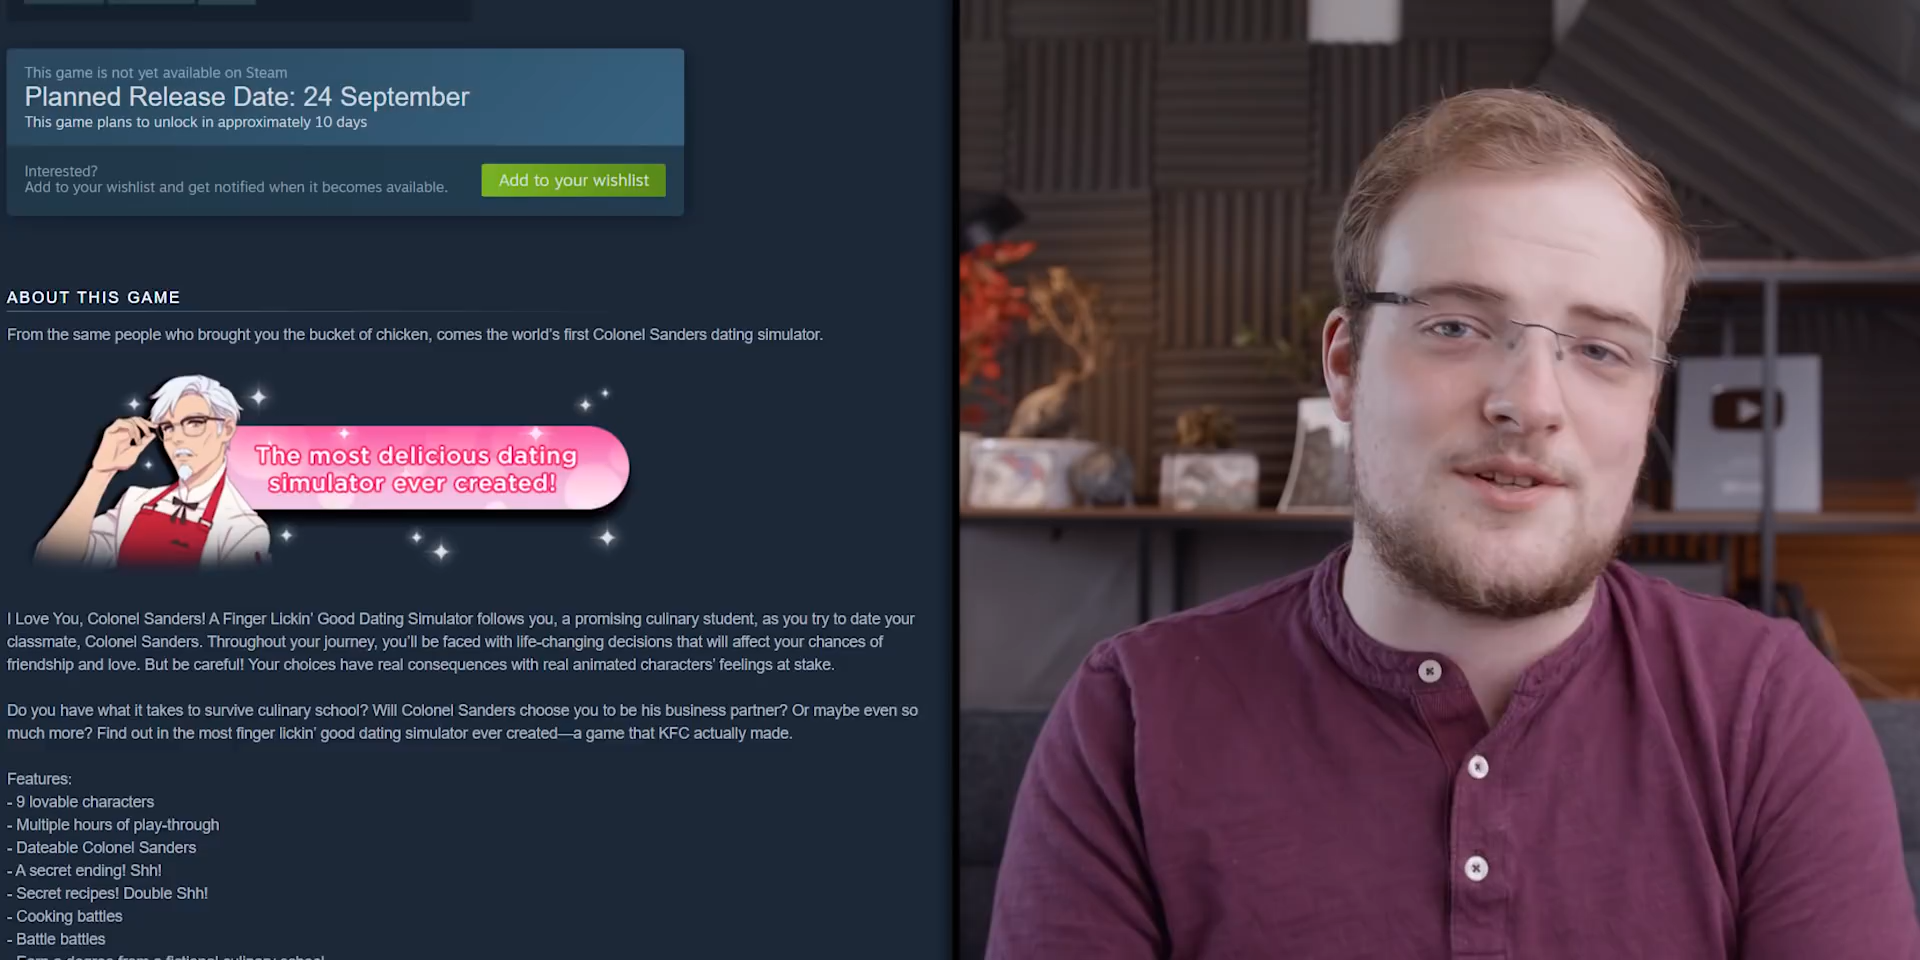 This game is not yet available on Steam
Planned Release Date: 24 September
This game plans to unlock in approximately 10 days
Interested?
Add to your wishlist and get notified when it becomes available.
Add to your wishlist
ABOUT THIS GAME
From the same people who brought you the bucket of chicken, comes the world's first Colonel Sanders dating simulator.
The most delicious dating
simulator ever created!
I Love You, Colonel Sanders! A Finger Lickin' Good Dating Simulator follows you, a promising culinary student, as you try to date your
classmate, Colonel Sanders. Throughout your journey, you'll be faced with life-changing decisions that will affect your chances of
friendship and love. But be careful! Your choices have real consequences with real animated characters' feelings at stake.
Do you have what it takes to survive culinary school? Will Colonel Sanders choose you to be his business partner? Or maybe even so
much more? Find out in the most finger lickin' good dating simulator ever created—a game that KFC actually made.
Features:
- 9 lovable characters
- Multiple hours of play-through
- Dateable Colonel Sanders
- A secret ending! Shh!
- Secret recipes! Double Shh!
- Cooking battles
- Battle battles
- Earn a degree from a fictional culinary school